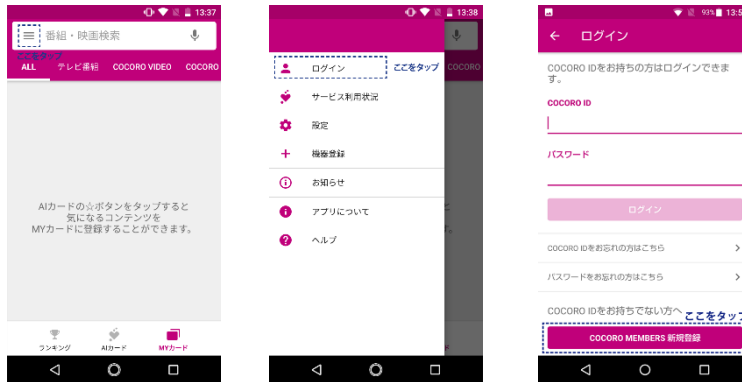 13:37
番組・映画検索
ここをタップ
ALL テレビ番組 COCORO VIDEO COCORO
AIカードの☆ボタンをタップすると
気になるコンテンツを
MYカードに登録することができます。
ランキング AIカード MYカード
13:38
ログイン ここをタップ COCORO
サービス利用状況
設定
機器登録
お知らせ
アプリについて
ヘルプ
93% 13:5
ログイン
COCORO IDをお持ちの方はログインできま
す。
COCORO ID
パスワード
ログイン
COCORO IDをお忘れの方はこちら
パスワードをお忘れの方はこちら
COCORO IDをお持ちでない方へ ここをタップ
COCORO MEMBERS 新規登録